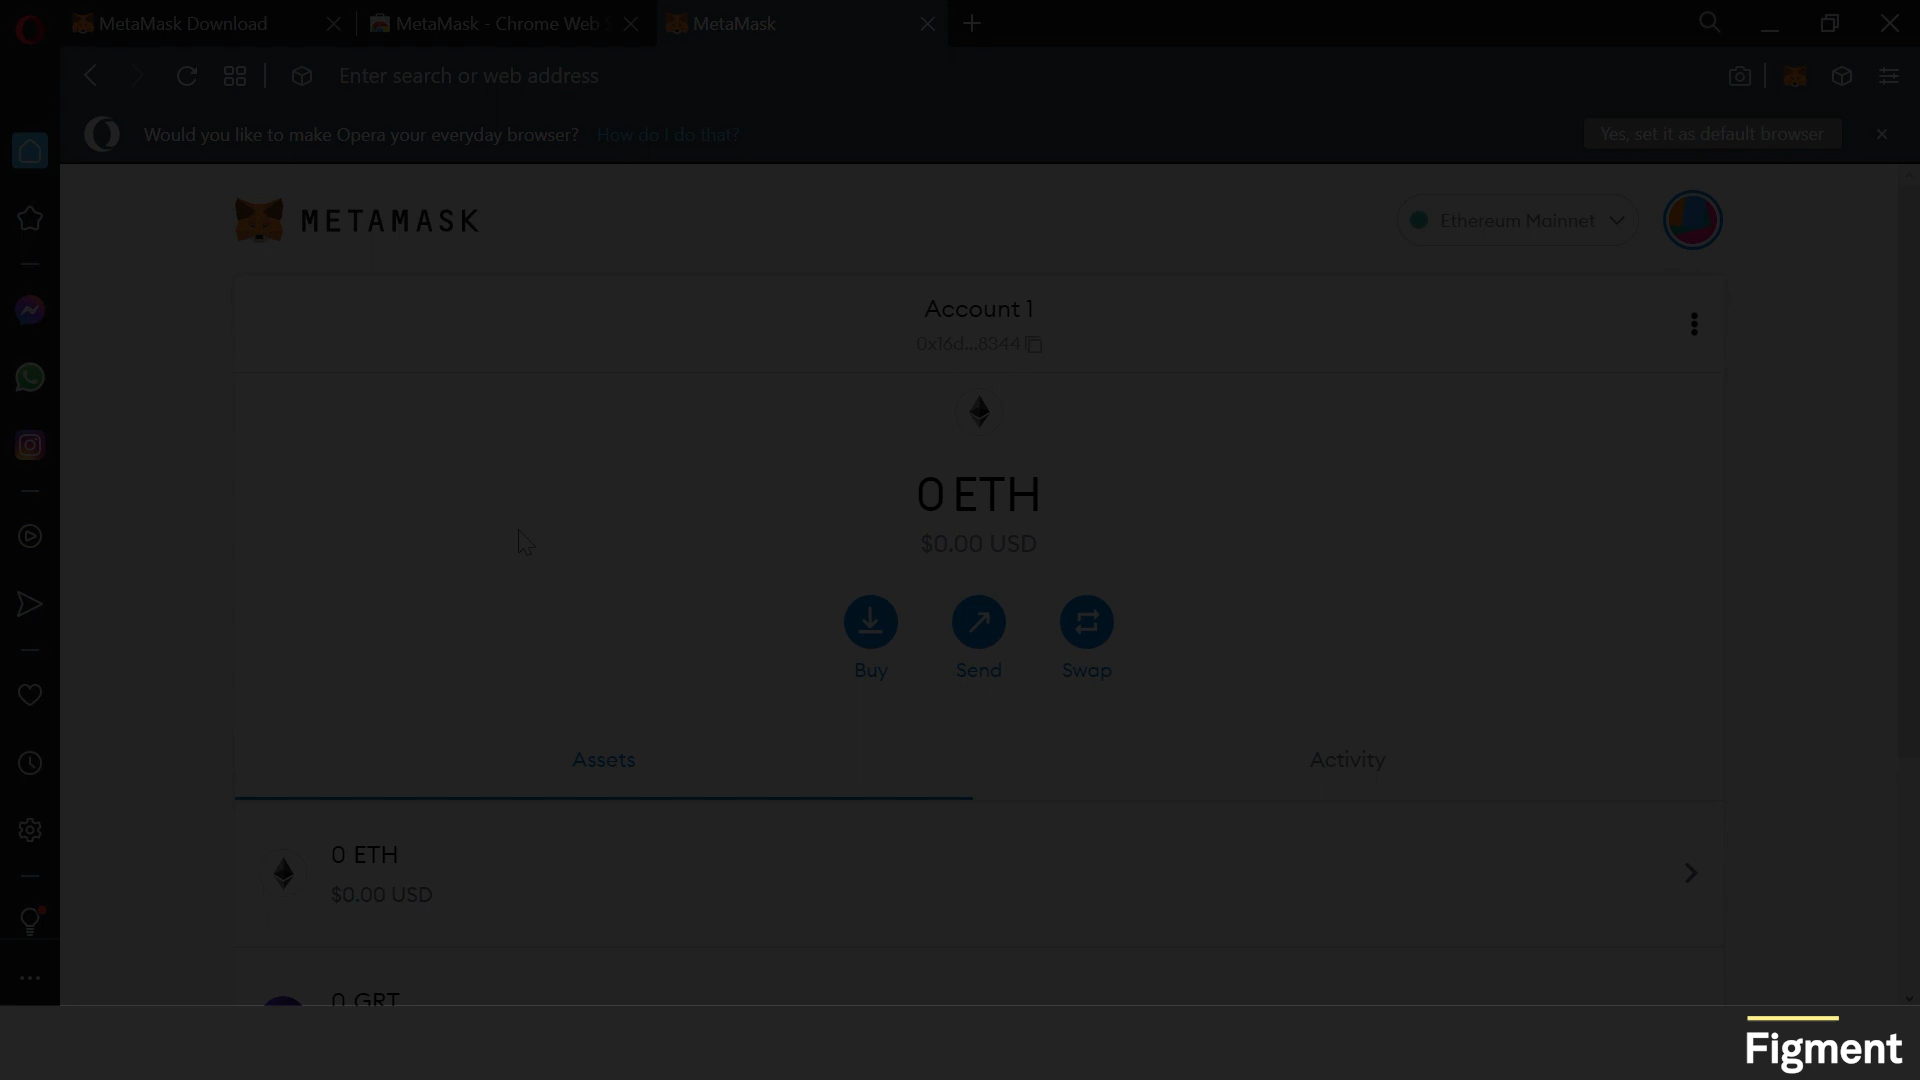 MetaMask Download
MetaMask - Chrome Web
MetaMask
Enter search or web address
Would you like to make Opera your everyday browser? How do I do that?
Yes, set it as default browser
METAMASK
Ethereum Mainnet
Account 1
0x16d...8344
0 ETH
$0.00 USD
Buy
Send
Swap
Assets
Activity
0 ETH
$0.00 USD
0 GRT
Figment